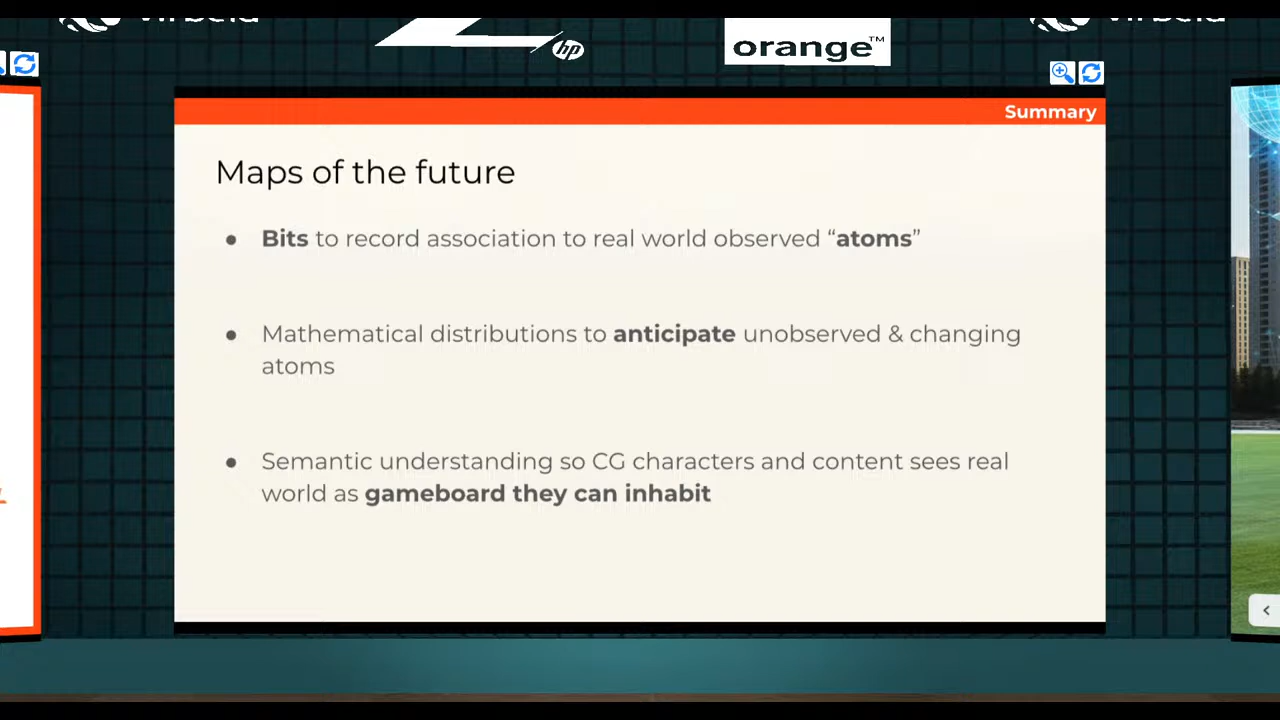 hp
orange™
Summary
Maps of the future
● Bits to record association to real world observed “atoms”
● Mathematical distributions to anticipate unobserved & changing
atoms
● Semantic understanding so CG characters and content sees real
world as gameboard they can inhabit